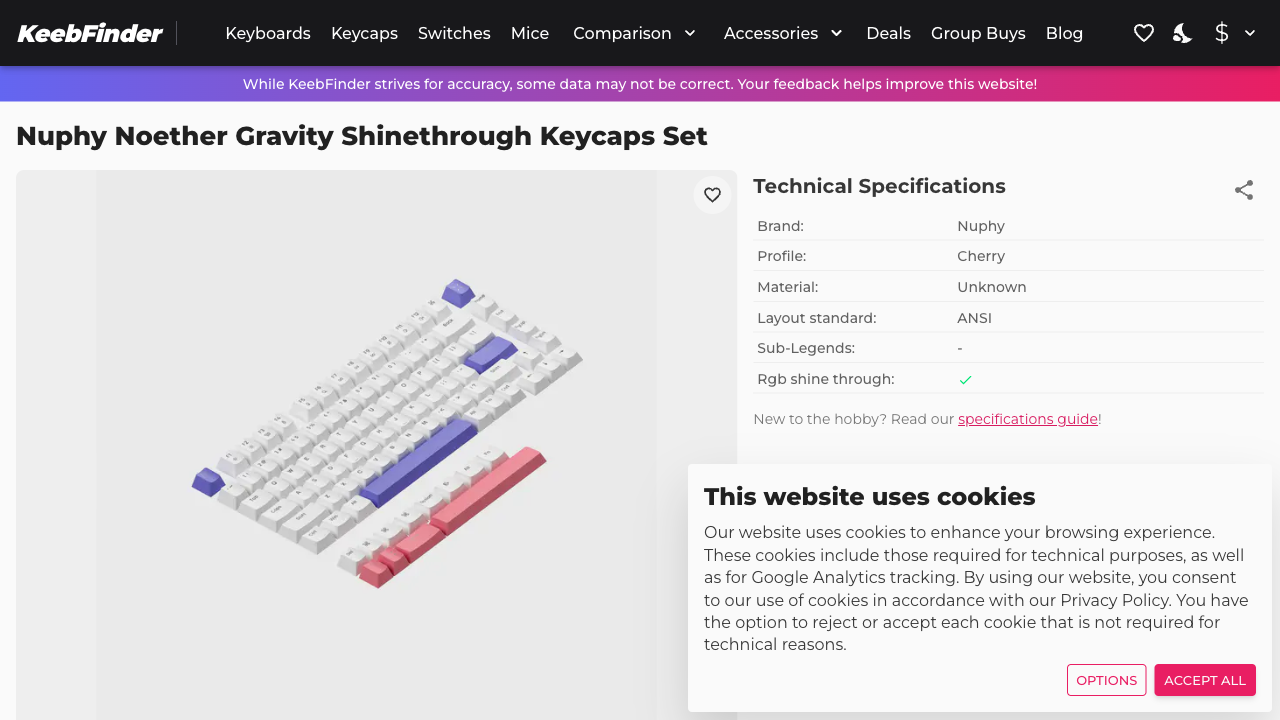 KeebFinder
Keyboards
Keycaps
Switches
Mice
Comparison
Accessories
Deals
Group Buys
Blog
While KeebFinder strives for accuracy, some data may not be correct. Your feedback helps improve this website!
Nuphy Noether Gravity Shinethrough Keycaps Set
Technical Specifications
Brand: Nuphy
Profile: Cherry
Material: Unknown
Layout standard: ANSI
Sub-Legends: -
Rgb shine through:
New to the hobby? Read our specifications guide!
This website uses cookies
Our website uses cookies to enhance your browsing experience.
These cookies include those required for technical purposes, as well
as for Google Analytics tracking. By using our website, you consent
to our use of cookies in accordance with our Privacy Policy. You have
the option to reject or accept each cookie that is not required for
technical reasons.
OPTIONS
ACCEPT ALL